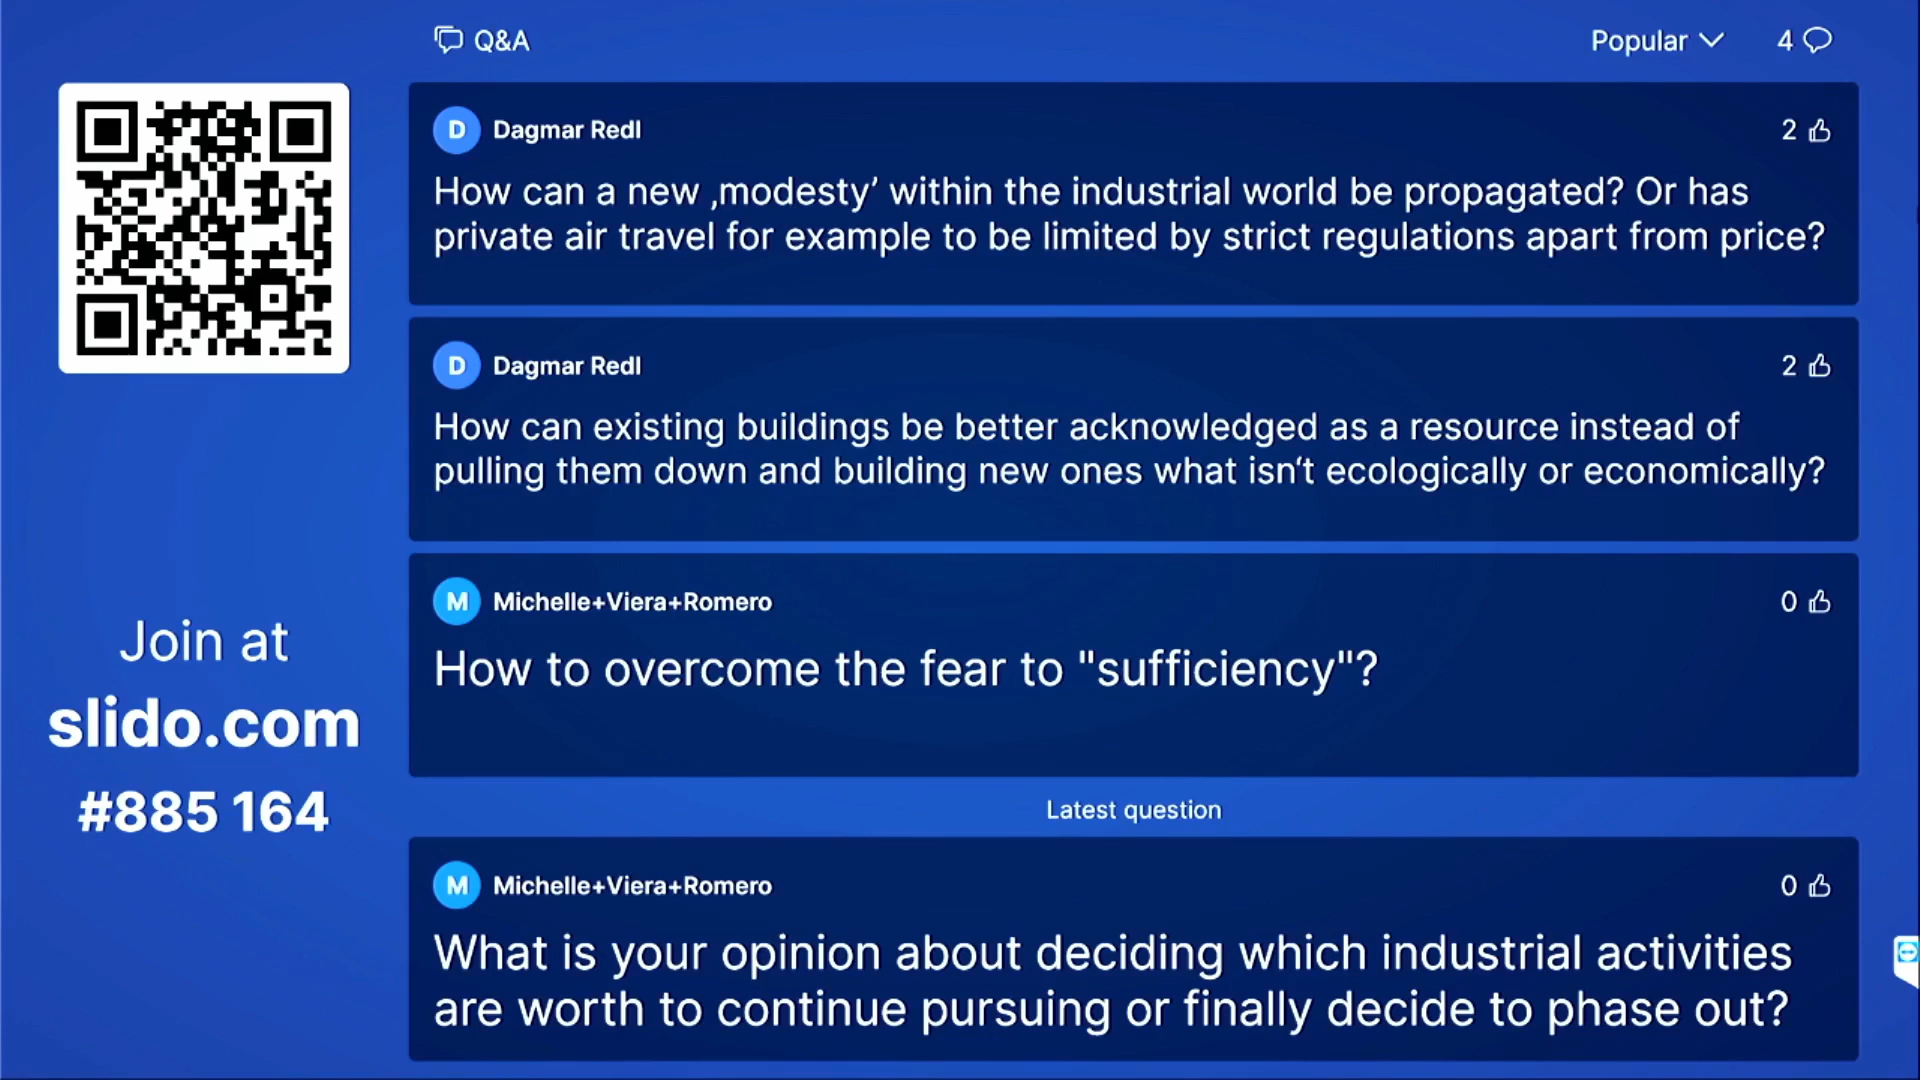 Q&A
Popular
4
D
Dagmar Redl
2
How can a new ‚modesty’ within the industrial world be propagated? Or has
private air travel for example to be limited by strict regulations apart from price?
D
Dagmar Redl
2
How can existing buildings be better acknowledged as a resource instead of
pulling them down and building new ones what isn‘t ecologically or economically?
M
Michelle+Viera+Romero
0
How to overcome the fear to "sufficiency"?
Join at
slido.com
#885 164
Latest question
M
Michelle+Viera+Romero
0
What is your opinion about deciding which industrial activities
are worth to continue pursuing or finally decide to phase out?